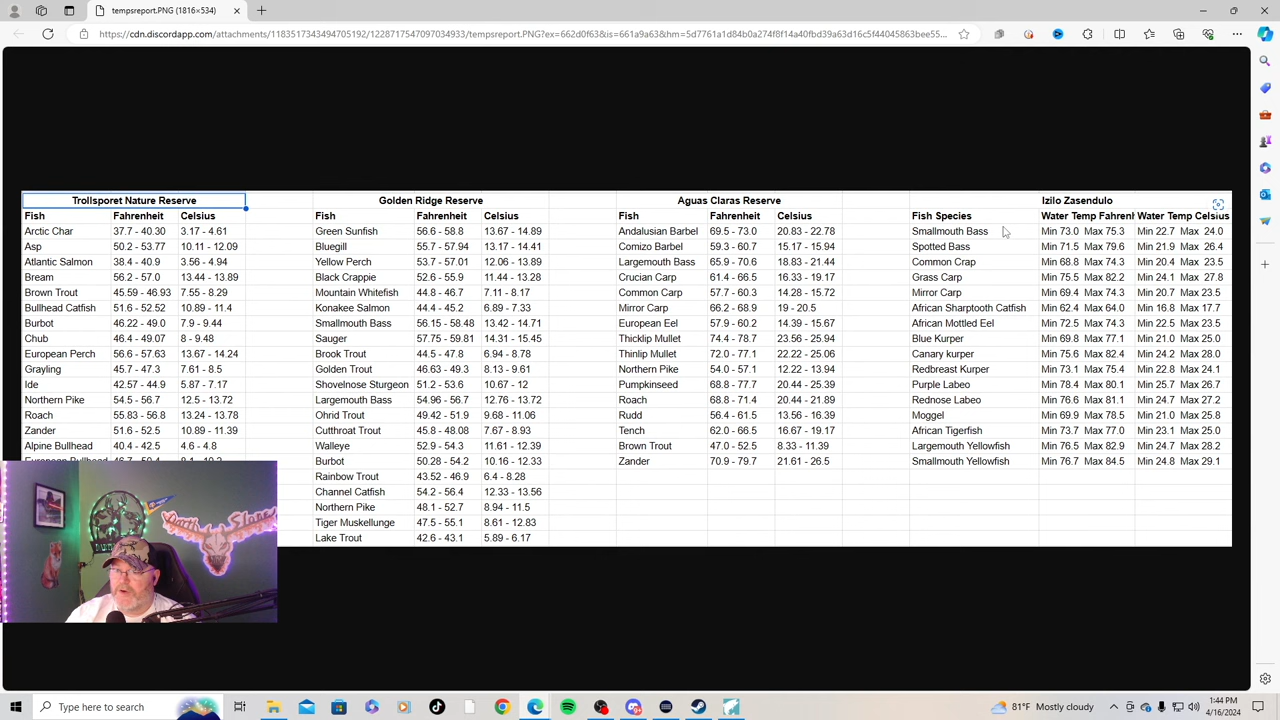 tempsreport.PNG (1816×534)
Trollsporet Nature Reserve
Fish Fahrenheit Celsius
Arctic Char 37.7 - 40.30 3.17 - 4.61
Asp 50.2 - 53.77 10.11 - 12.09
Atlantic Salmon 38.4 - 40.9 3.56 - 4.94
Bream 56.2 - 57.0 13.44 - 13.89
Brown Trout 45.59 - 46.93 7.55 - 8.29
Bullhead Catfish 51.6 - 52.52 10.89 - 11.4
Burbot 46.22 - 49.0 7.9 - 9.44
Chub 46.4 - 49.07 8 - 9.48
European Perch 56.6 - 57.63 13.67 - 14.24
Grayling 45.7 - 47.3 7.61 - 8.5
Ide 42.57 - 44.9 5.87 - 7.17
Northern Pike 54.5 - 56.7 12.5 - 13.72
Roach 55.83 - 56.8 13.24 - 13.78
Zander 51.6 - 52.5 10.89 - 11.39
Alpine Bullhead 40.4 - 42.5 4.6 - 4.8
Golden Ridge Reserve
Fish Fahrenheit Celsius
Green Sunfish 56.6 - 58.8 13.67 - 14.89
Bluegill 55.7 - 57.94 13.17 - 14.41
Yellow Perch 53.7 - 57.01 12.06 - 13.89
Black Crappie 52.6 - 55.9 11.44 - 13.28
Mountain Whitefish 44.8 - 46.7 7.11 - 8.17
Konakee Salmon 44.4 - 45.2 6.89 - 7.33
Smallmouth Bass 56.15 - 58.48 13.42 - 14.71
Sauger 57.75 - 59.81 14.31 - 15.45
Brook Trout 44.5 - 47.8 6.94 - 8.78
Golden Trout 46.63 - 49.3 8.13 - 9.61
Shovelnose Sturgeon 51.2 - 53.6 10.67 - 12
Largemouth Bass 54.96 - 56.7 12.76 - 13.72
Ohrid Trout 49.42 - 51.9 9.68 - 11.06
Cutthroat Trout 45.8 - 48.08 7.67 - 8.93
Walleye 52.9 - 54.3 11.61 - 12.39
Burbot 50.28 - 54.2 10.16 - 12.33
Rainbow Trout 43.52 - 46.9 6.4 - 8.28
Channel Catfish 54.2 - 56.4 12.33 - 13.56
Northern Pike 48.1 - 52.7 8.94 - 11.5
Tiger Muskellunge 47.5 - 55.1 8.61 - 12.83
Lake Trout 42.6 - 43.1 5.89 - 6.17
Aguas Claras Reserve
Fish Fahrenheit Celsius
Andalusian Barbel 69.5 - 73.0 20.83 - 22.78
Comizo Barbel 59.3 - 60.7 15.17 - 15.94
Largemouth Bass 65.9 - 70.6 18.83 - 21.44
Crucian Carp 61.4 - 66.5 16.33 - 19.17
Common Carp 57.7 - 60.3 14.28 - 15.72
Mirror Carp 66.2 - 68.9 19 - 20.5
European Eel 57.9 - 60.2 14.39 - 15.67
Thicklip Mullet 74.4 - 78.7 23.56 - 25.94
Thinlip Mullet 72.0 - 77.1 22.22 - 25.06
Northern Pike 54.0 - 57.1 12.22 - 13.94
Pumpkinseed 68.8 - 77.7 20.44 - 25.39
Roach 68.8 - 71.4 20.44 - 21.89
Rudd 56.4 - 61.5 13.56 - 16.39
Tench 62.0 - 66.5 16.67 - 19.17
Brown Trout 47.0 - 52.5 8.33 - 11.39
Zander 70.9 - 79.7 21.61 - 26.5
Izilo Zasendulo
Fish Species Water Temp Fahrenh Water Temp Celsius
Smallmouth Bass Min 73.0 Max 75.3 Min 22.7 Max 24.0
Spotted Bass Min 71.5 Max 79.6 Min 21.9 Max 26.4
Common Crap Min 68.8 Max 74.3 Min 20.4 Max 23.5
Grass Carp Min 75.5 Max 82.2 Min 24.1 Max 27.8
Mirror Carp Min 69.4 Max 74.3 Min 20.7 Max 23.5
African Sharptooth Catfish Min 62.4 Max 64.0 Min 16.8 Max 17.7
African Mottled Eel Min 72.5 Max 74.3 Min 22.5 Max 23.5
Blue Kurper Min 69.8 Max 77.1 Min 21.0 Max 25.0
Canary kurper Min 75.6 Max 82.4 Min 24.2 Max 28.0
Redbreast Kurper Min 73.1 Max 75.4 Min 22.8 Max 24.1
Purple Labeo Min 78.4 Max 80.1 Min 25.7 Max 26.7
Rednose Labeo Min 76.6 Max 81.1 Min 24.7 Max 27.2
Moggel Min 69.9 Max 78.5 Min 21.0 Max 25.8
African Tigerfish Min 73.7 Max 77.0 Min 23.1 Max 25.0
Largemouth Yellowfish Min 76.5 Max 82.9 Min 24.7 Max 28.2
Smallmouth Yellowfish Min 76.7 Max 84.5 Min 24.8 Max 29.1
Type here to search
81°F Mostly cloudy
1:44 PM
4/16/2024